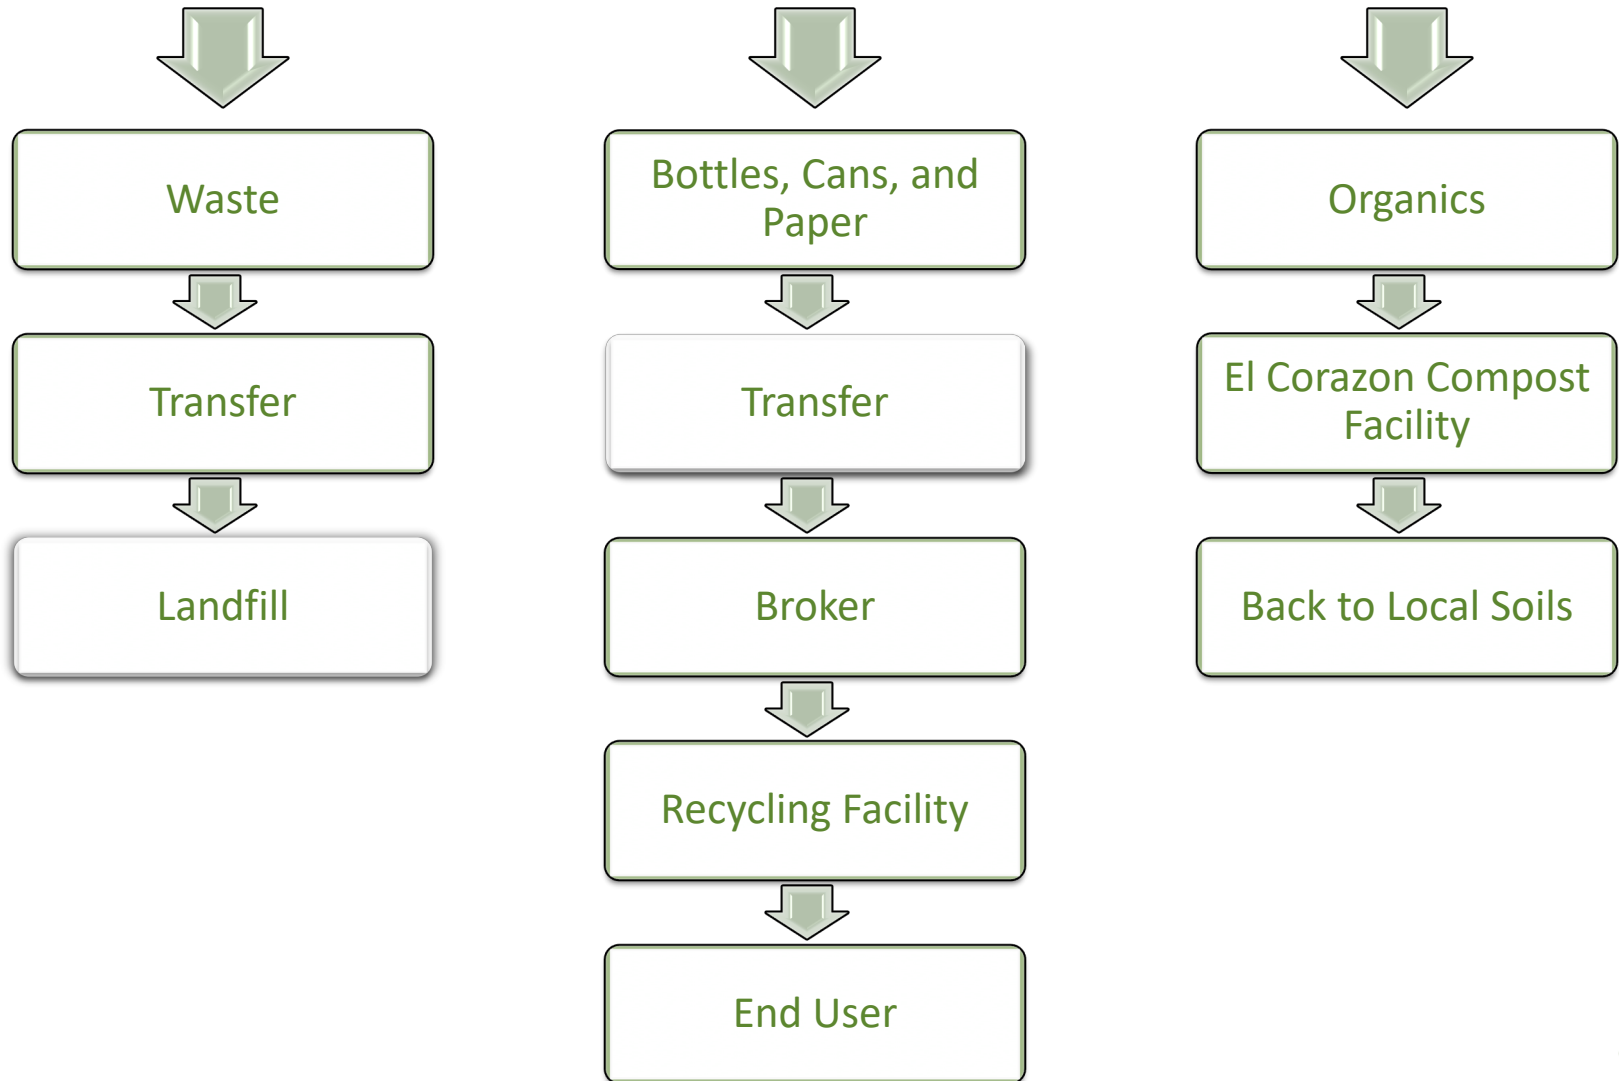 Waste
Transfer
Landfill
Bottles, Cans, and
Paper
Transfer
Broker
Recycling Facility
End User
Organics
El Corazon Compost
Facility
Back to Local Soils